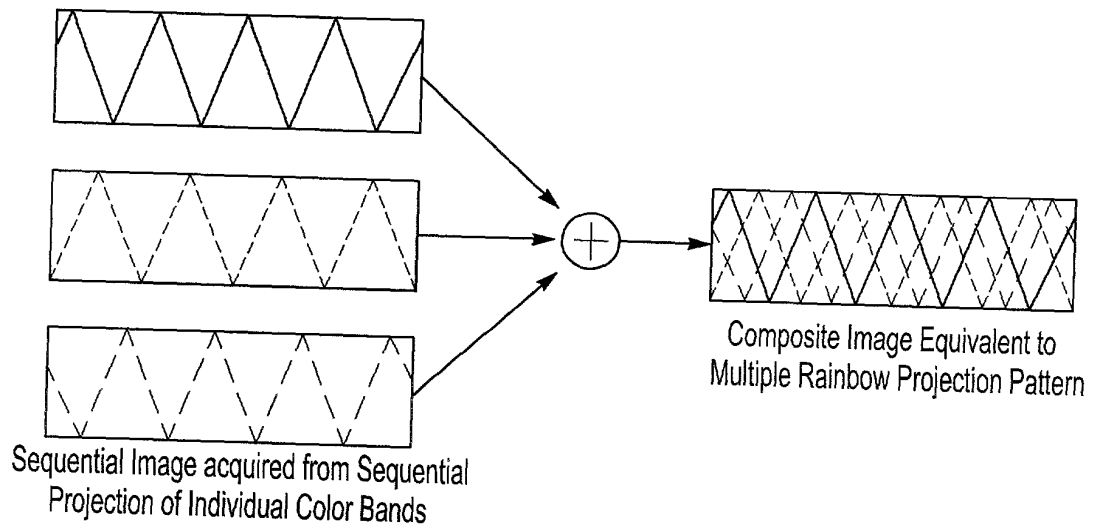 Composite Image Equivalent to
Multiple Rainbow Projection Pattern
Sequential Image acquired from Sequential
Projection of Individual Color Bands